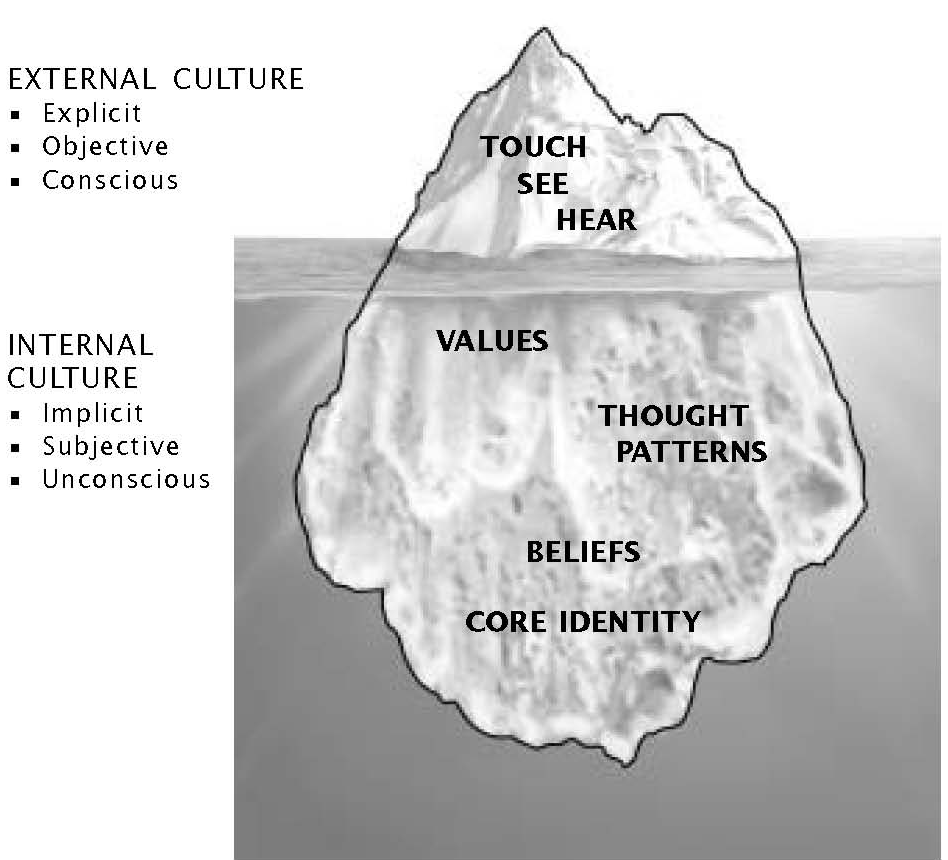 EXTERNAL CULTURE
▪ Explicit
▪ Objective
▪ Conscious
TOUCH
SEE
HEAR
INTERNAL
CULTURE
▪ Implicit
▪ Subjective
▪ Unconscious
VALUES
THOUGHT
PATTERNS
BELIEFS
CORE IDENTITY